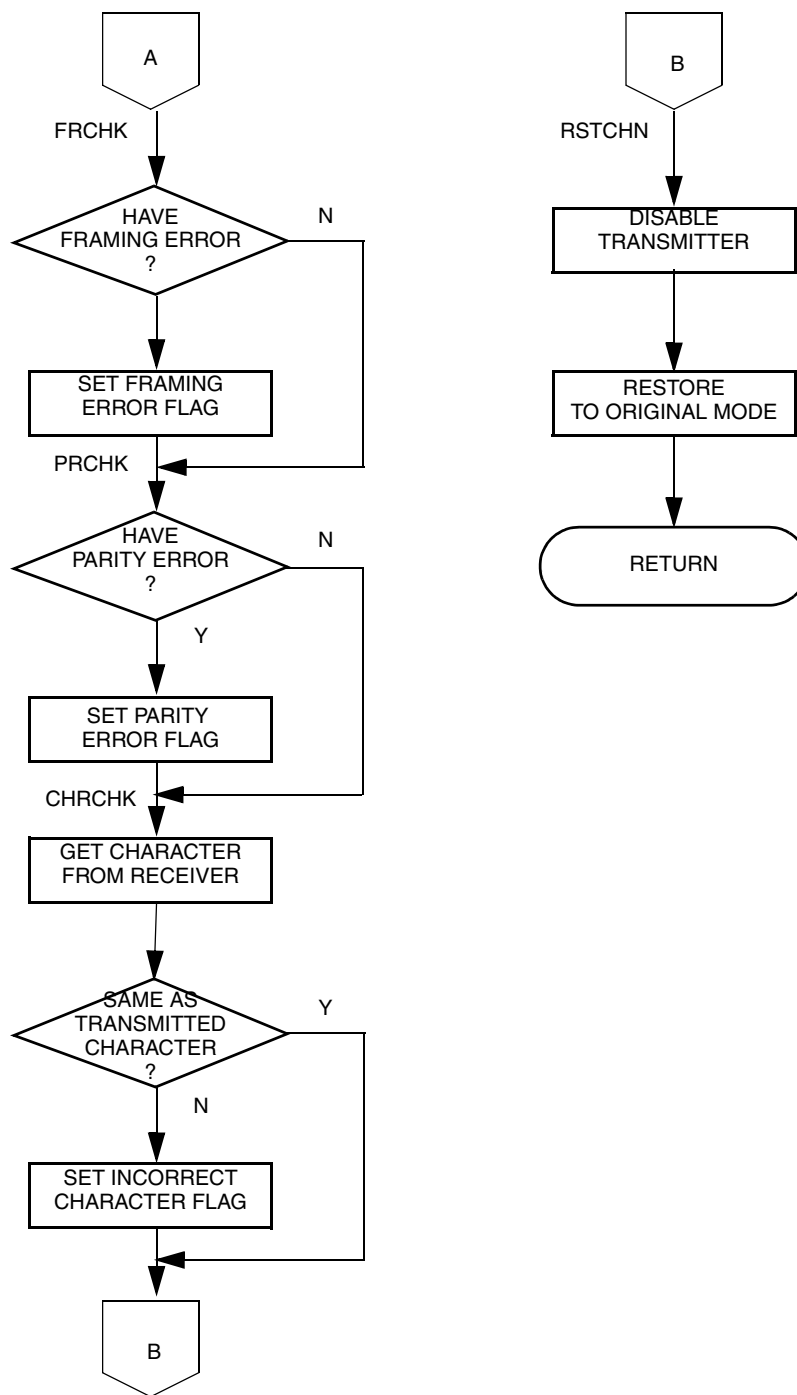 A
FRCHK
HAVE
FRAMING ERROR
?
N
SET FRAMING
ERROR FLAG
PRCHK
HAVE
PARITY ERROR
?
N
Y
SET PARITY
ERROR FLAG
CHRCHK
GET CHARACTER
FROM RECEIVER
SAME AS
TRANSMITTED
CHARACTER
?
Y
N
SET INCORRECT
CHARACTER FLAG
B
B
RSTCHN
DISABLE
TRANSMITTER
RESTORE
TO ORIGINAL MODE
RETURN